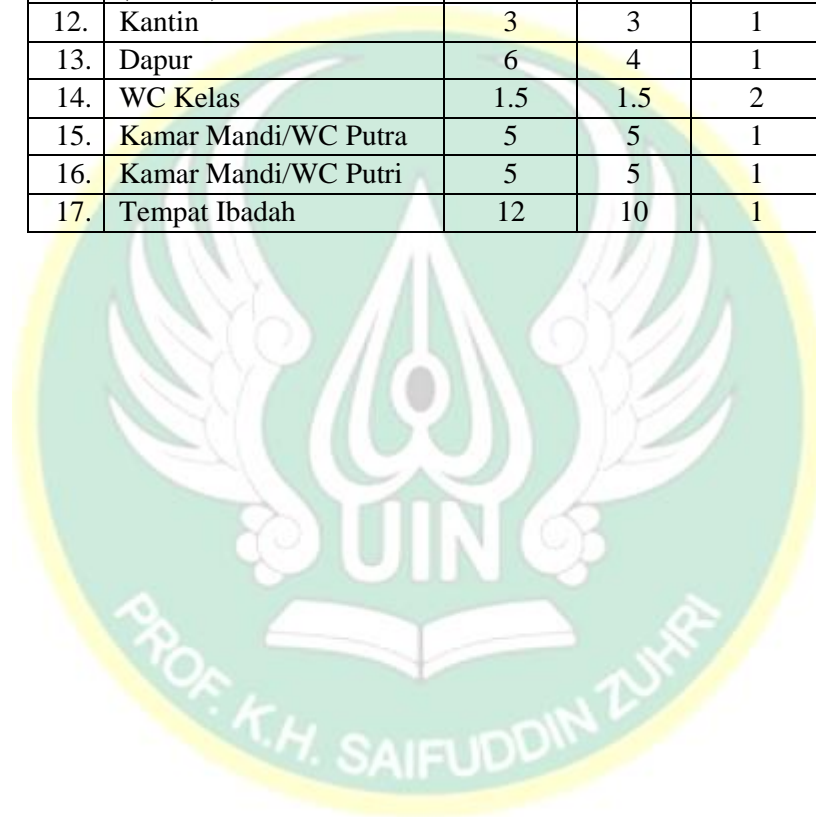 12. Kantin 3 3 1
13. Dapur 6 4 1
14. WC Kelas 1.5 1.5 2
15. Kamar Mandi/WC Putra 5 5 1
16. Kamar Mandi/WC Putri 5 5 1
17. Tempat Ibadah 12 10 1
UIN
PROF. K.H. SAIFUDDIN ZUHRI